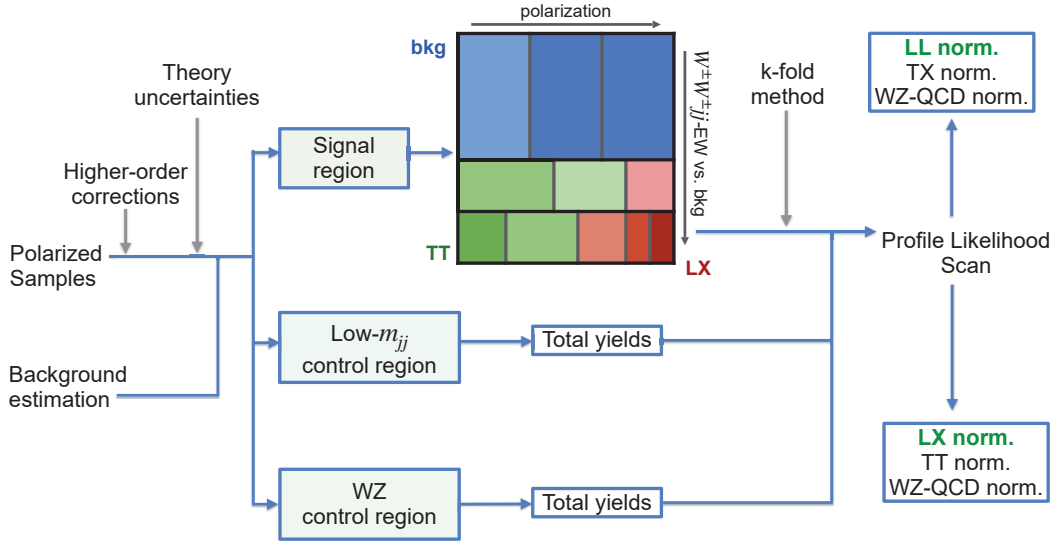 polarization
bkg
W±W±jj-EW vs. bkg
TT
LX
Theory
uncertainties
Higher-order
corrections
Polarized
Samples
Background
estimation
Signal
region
Low-mjj
control region
WZ
control region
Total yields
Total yields
k-fold
method
Profile Likelihood
Scan
LL norm.
TX norm.
WZ-QCD norm.
LX norm.
TT norm.
WZ-QCD norm.